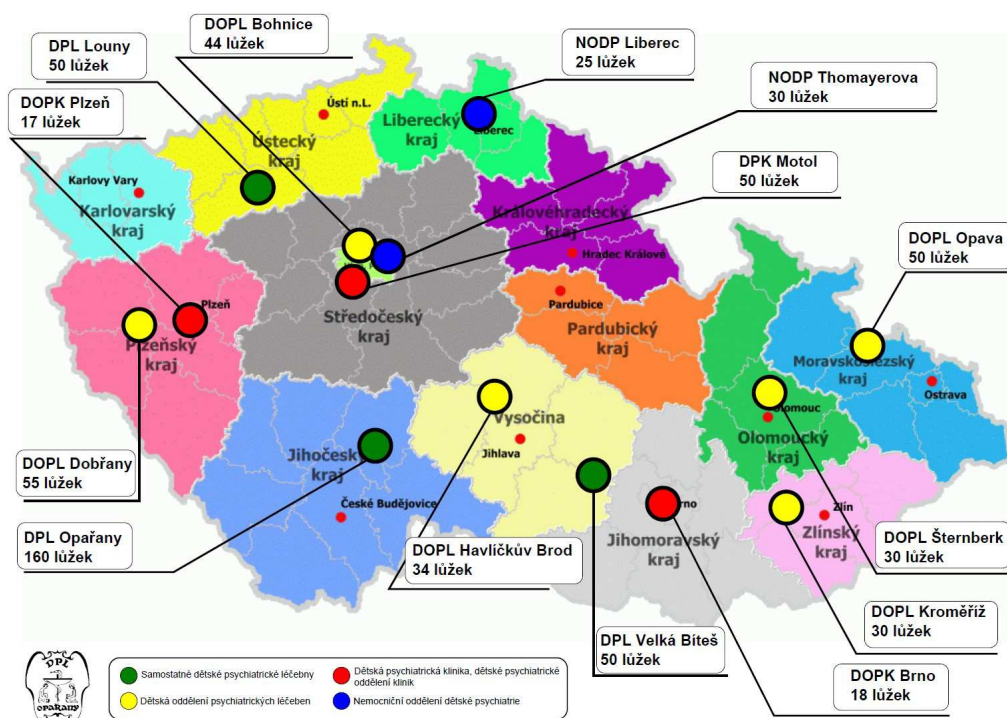 DOPL Bohnice
44 lůžek
DPL Louny
50 lůžek
NODP Liberec
25 lůžek
NODP Thomayerova
30 lůžek
DOPK Plzeň
17 lůžek
DPK Motol
50 lůžek
DOPL Opava
50 lůžek
Ústí n.L.
Ústecký
kraj
Liberecký
kraj
Liberec
Karlovy Vary
Karlovarský
kraj
Královéhradecký
kraj
Hradec Králové
Plzeň
Plzeňský
kraj
Středočeský
kraj
Pardubice
Pardubický
kraj
Moravskoslezský
kraj
Ostrava
Olomouc
Olomoucký
kraj
Vysočina
Jihlava
Jihočeský
kraj
České Budějovice
Jihomoravský
kraj
Zlín
Zlínský
kraj
DOPL Dobřany
55 lůžek
DPL Opařany
160 lůžek
DOPL Havlíčkův Brod
34 lůžek
DOPL Šternberk
30 lůžek
DOPL Kroměříž
30 lůžek
DPL Velká Bíteš
50 lůžek
DOPK Brno
18 lůžek
DPL
OPAŘANY
Samostatné dětské psychiatrické léčebny
Dětská oddělení psychiatrických léčeben
Dětská psychiatrická klinika, dětské psychiatrické
oddělení klinik
Nemocniční oddělení dětské psychiatrie